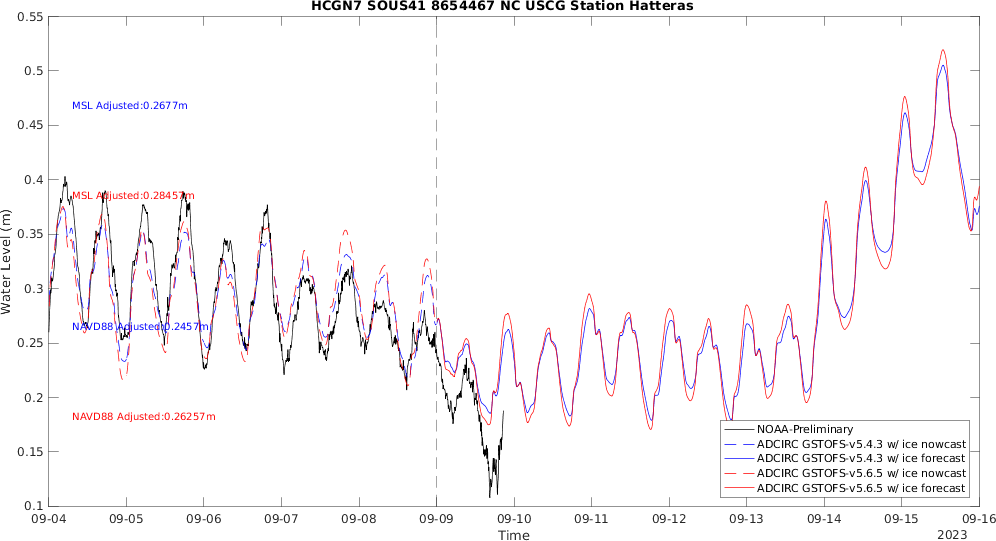 HCGN7 SOUS41 8654467 NC USCG Station Hatteras
0.55
0.5
0.45
0.4
0.35
0.3
0.25
0.2
0.15
0.1
Water Level (m)
MSL Adjusted:0.2677m
MSL Adjusted:0.28457m
NAVD88 Adjusted:0.2457m
NAVD88 Adjusted:0.26257m
NOAA-Preliminary
ADCIRC GSTOFS-v5.4.3 w/ ice nowcast
ADCIRC GSTOFS-v5.4.3 w/ ice forecast
ADCIRC GSTOFS-v5.6.5 w/ ice nowcast
ADCIRC GSTOFS-v5.6.5 w/ ice forecast
09-04 09-05 09-06 09-07 09-08 09-09 09-10 09-11 09-12 09-13 09-14 09-15 09-16
Time
2023